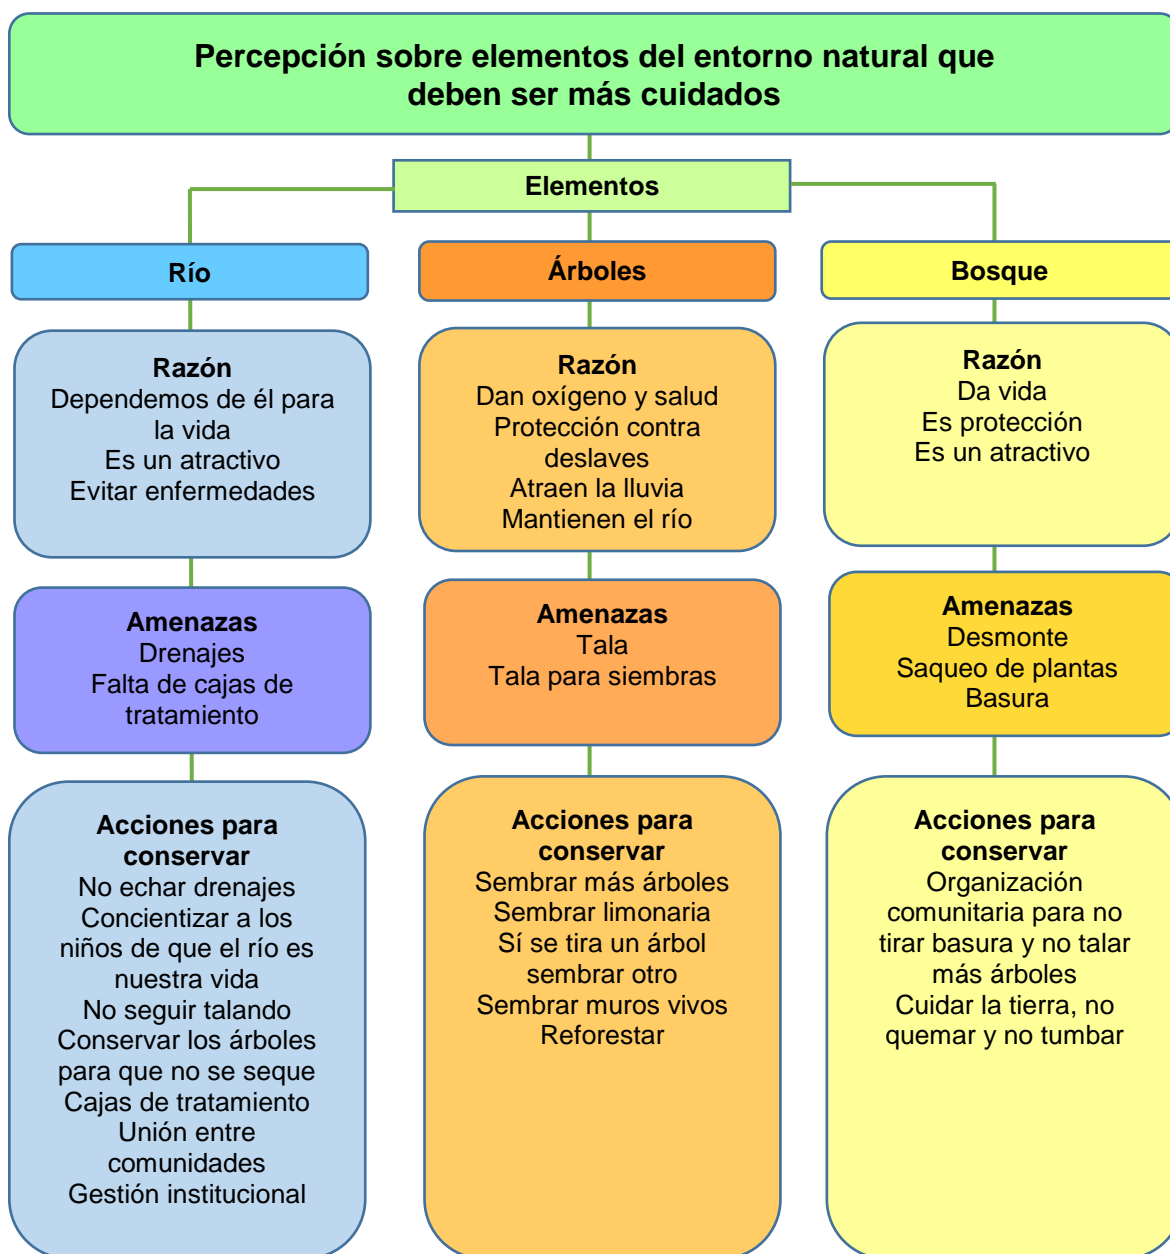 Percepción sobre elementos del entorno natural que
deben ser más cuidados
Elementos
Río
Razón
Dependemos de él para
la vida
Es un atractivo
Evitar enfermedades
Amenazas
Drenajes
Falta de cajas de
tratamiento
Acciones para
conservar
No echar drenajes
Concientizar a los
niños de que el río es
nuestra vida
No seguir talando
Conservar los árboles
para que no se seque
Cajas de tratamiento
Unión entre
comunidades
Gestión institucional
Árboles
Razón
Dan oxígeno y salud
Protección contra
deslaves
Atraen la lluvia
Mantienen el río
Amenazas
Tala
Tala para siembras
Acciones para
conservar
Sembrar más árboles
Sembrar limonaria
Sí se tira un árbol
sembrar otro
Sembrar muros vivos
Reforestar
Bosque
Razón
Da vida
Es protección
Es un atractivo
Amenazas
Desmonte
Saqueo de plantas
Basura
Acciones para
conservar
Organización
comunitaria para no
tirar basura y no talar
más árboles
Cuidar la tierra, no
quemar y no tumbar